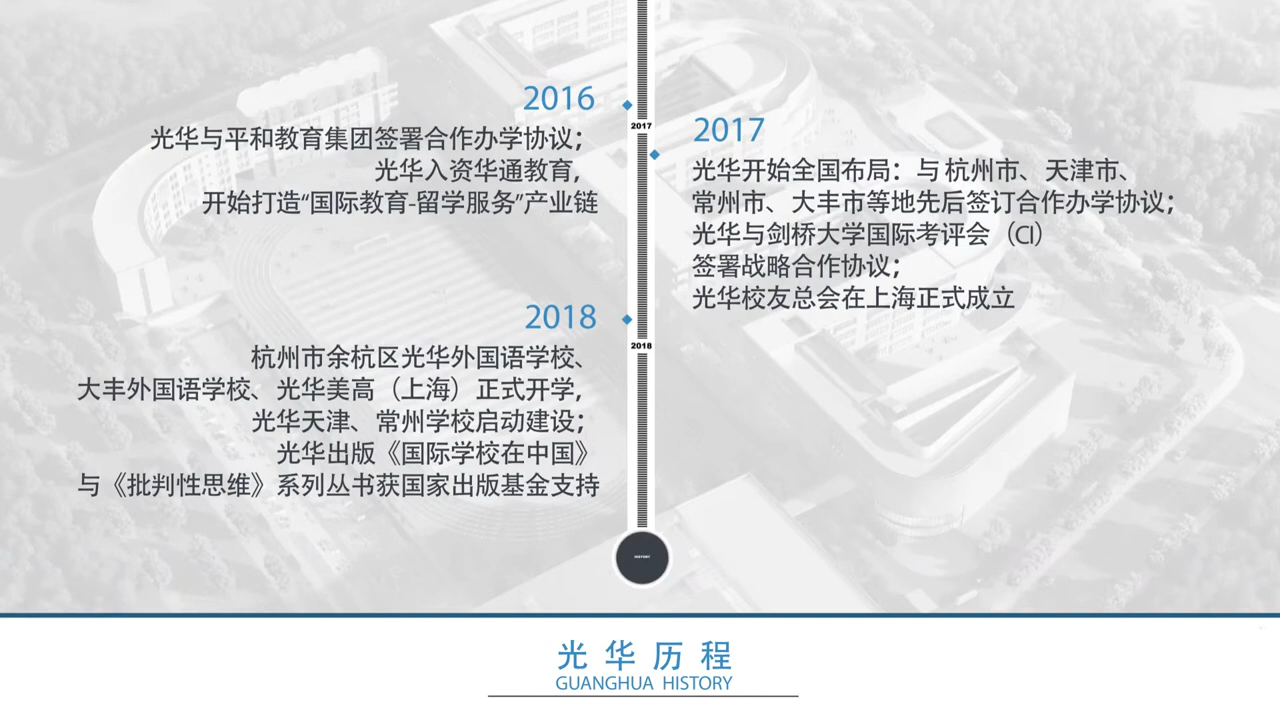 2016
光华与平和教育集团签署合作办学协议；
光华入资华通教育，
开始打造“国际教育-留学服务”产业链
2017
2017
光华开始全国布局：与 杭州市、天津市、
常州市、大丰市等地先后签订合作办学协议；
光华与剑桥大学国际考评会（CI）
签署战略合作协议；
光华校友总会在上海正式成立
2018
2018
杭州市余杭区光华外国语学校、
大丰外国语学校、光华美高（上海）正式开学，
光华天津、常州学校启动建设；
光华出版《国际学校在中国》
与《批判性思维》系列丛书获国家出版基金支持
HISTORY
光华历程
GUANGHUA HISTORY